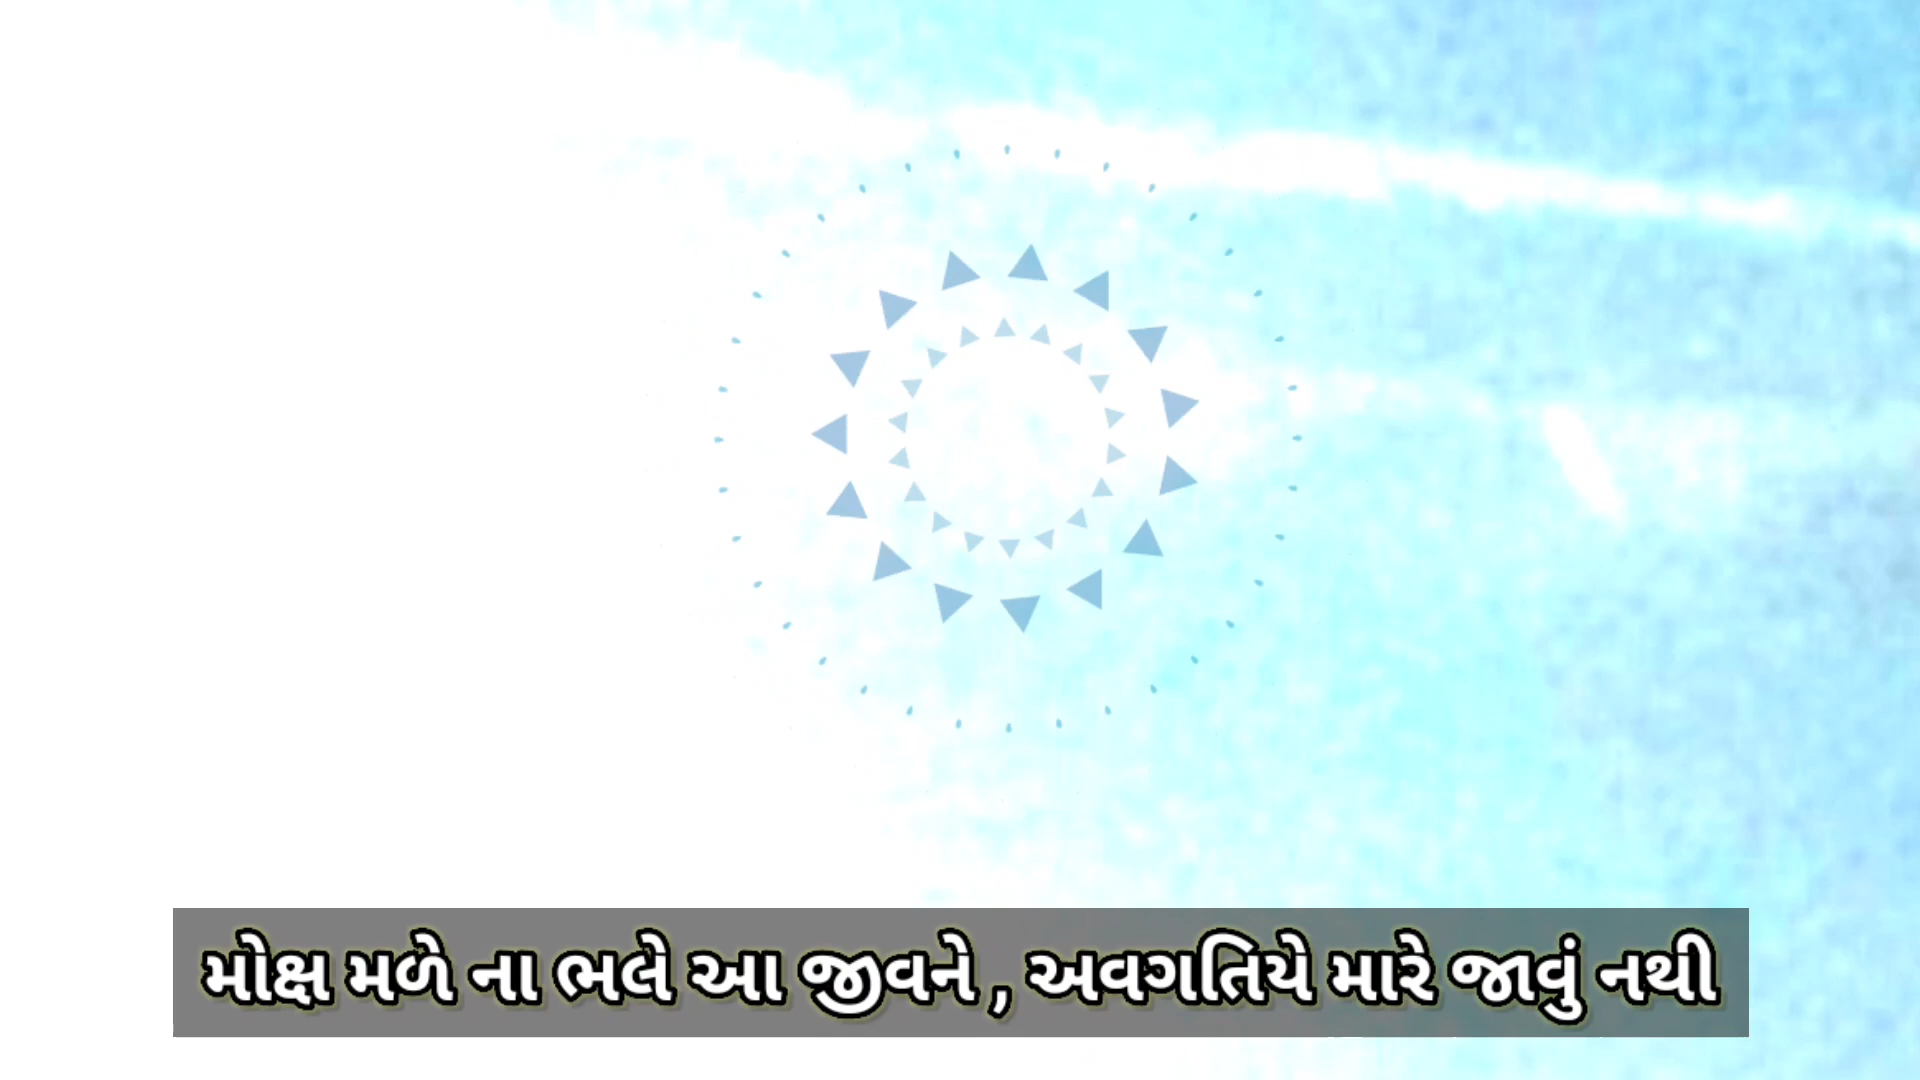 મોક્ષ મળે ના ભલે આ જીવને , અવગતિયે મારે જાવું નથી